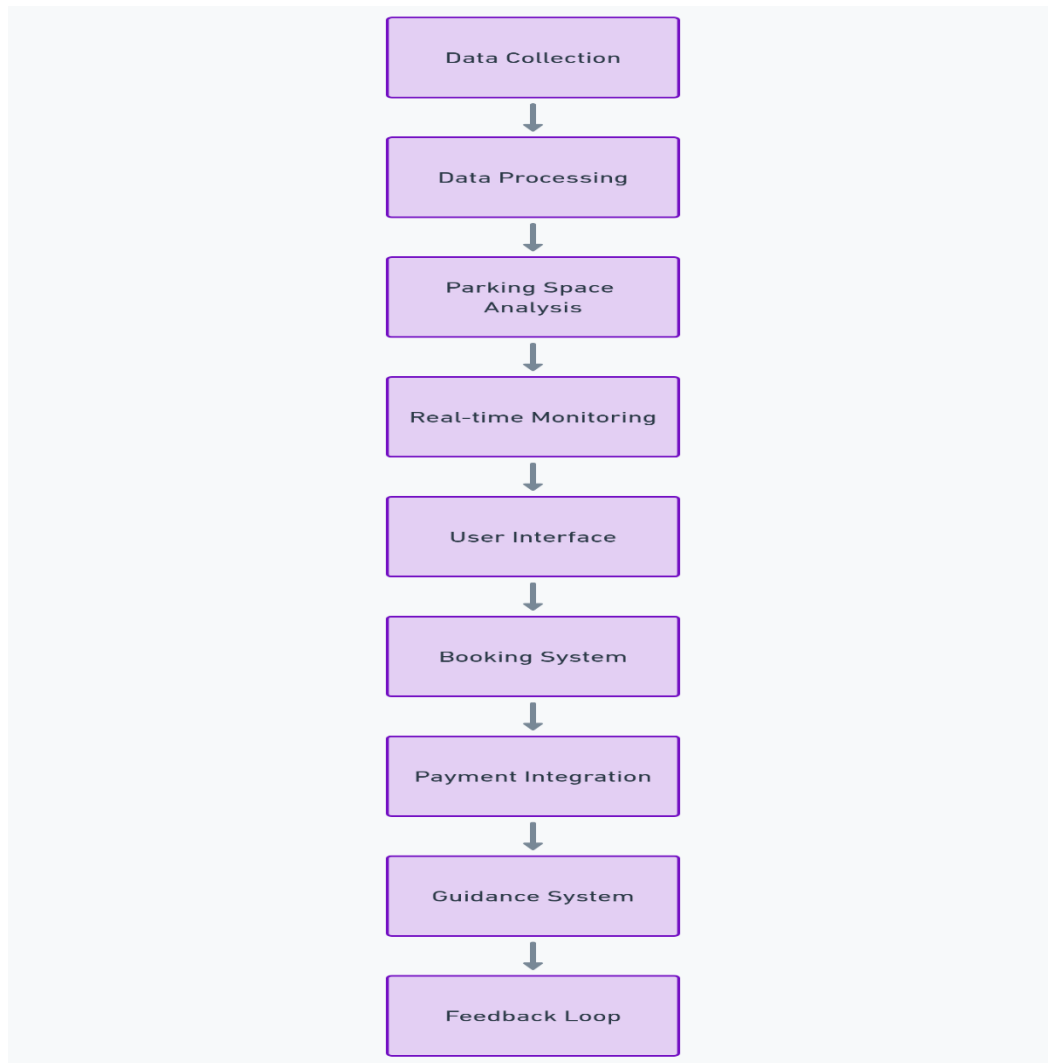 Data Collection
Data Processing
Parking Space
Analysis
Real-time Monitoring
User Interface
Booking System
Payment Integration
Guidance System
Feedback Loop